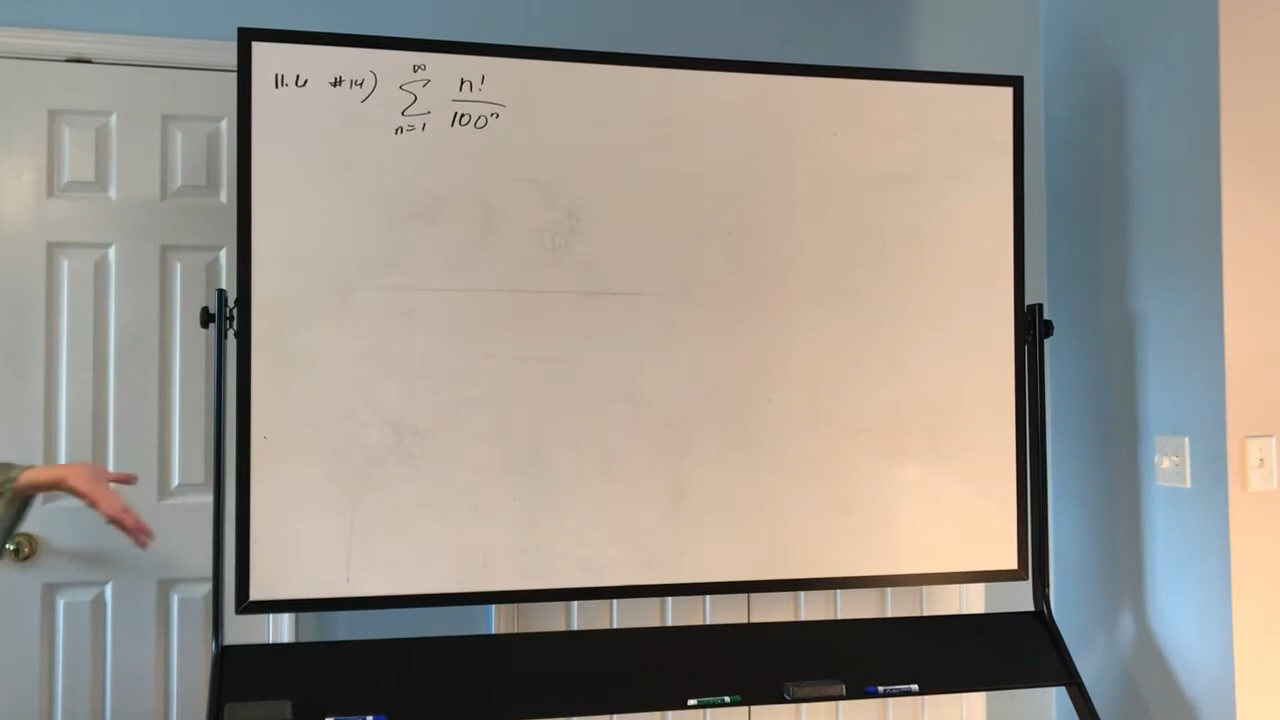 11.6 #14) ∞ ∑ n=1 n! / 100ⁿ